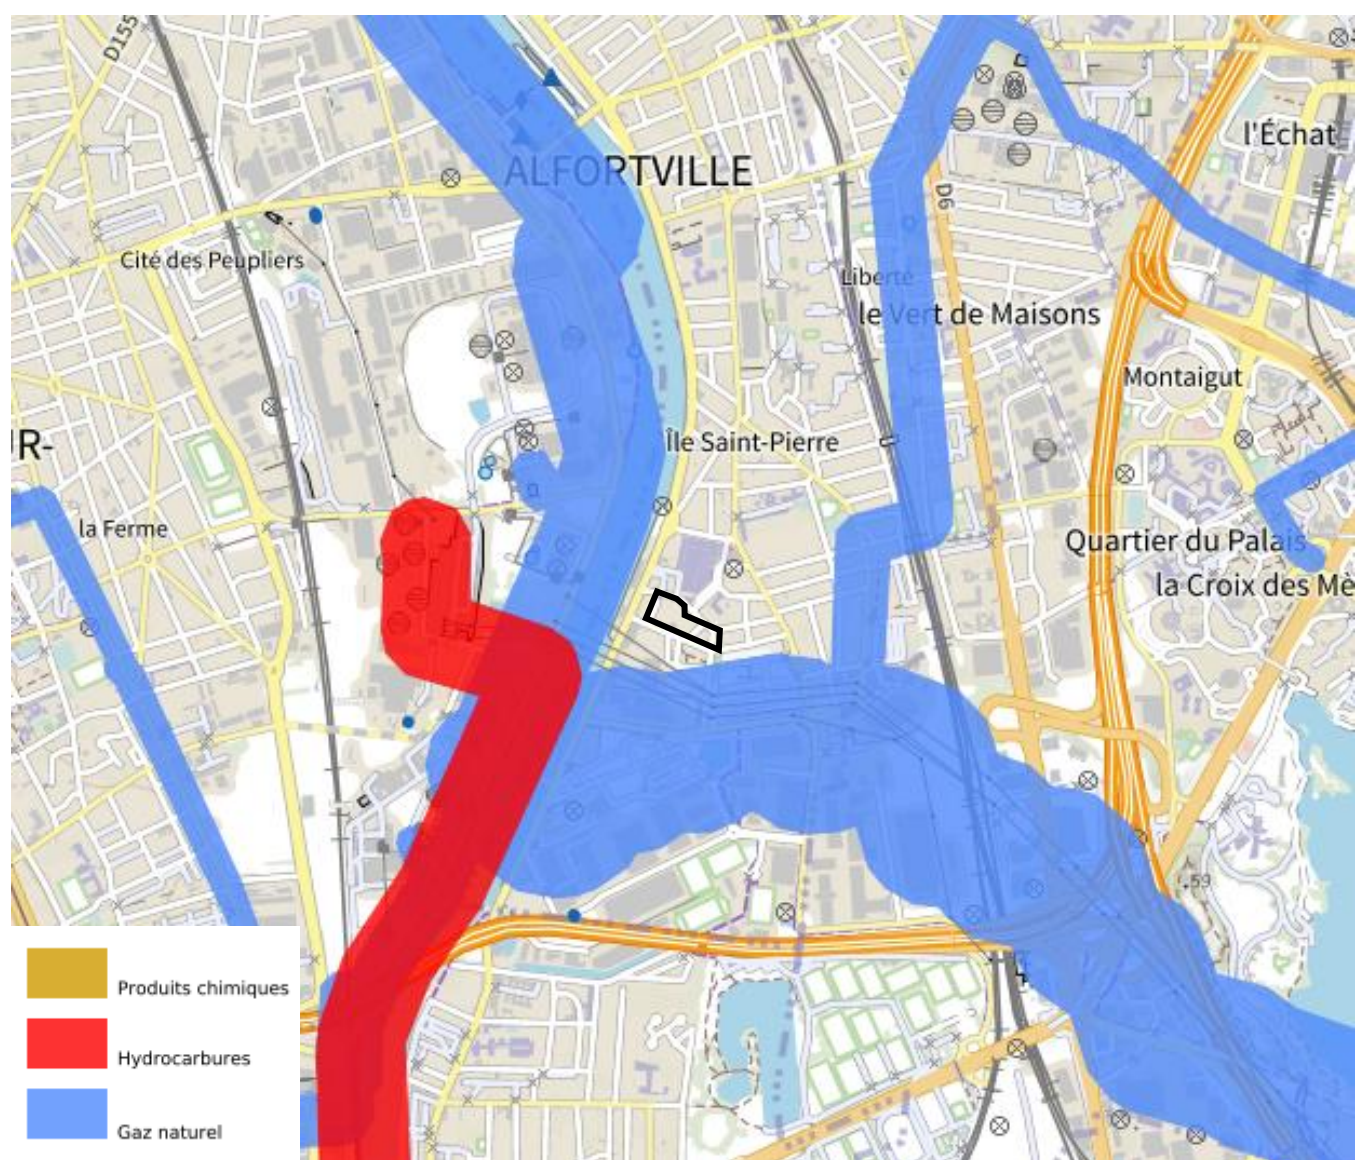 D155
ALFORTVILLE
l'Échat
D6
Cité des Peupliers
Liberté
le Vert de Maisons
Montaigut
Île Saint-Pierre
R-
la Ferme
Quartier du Palais
la Croix des Mè
59
Produits chimiques
Hydrocarbures
Gaz naturel